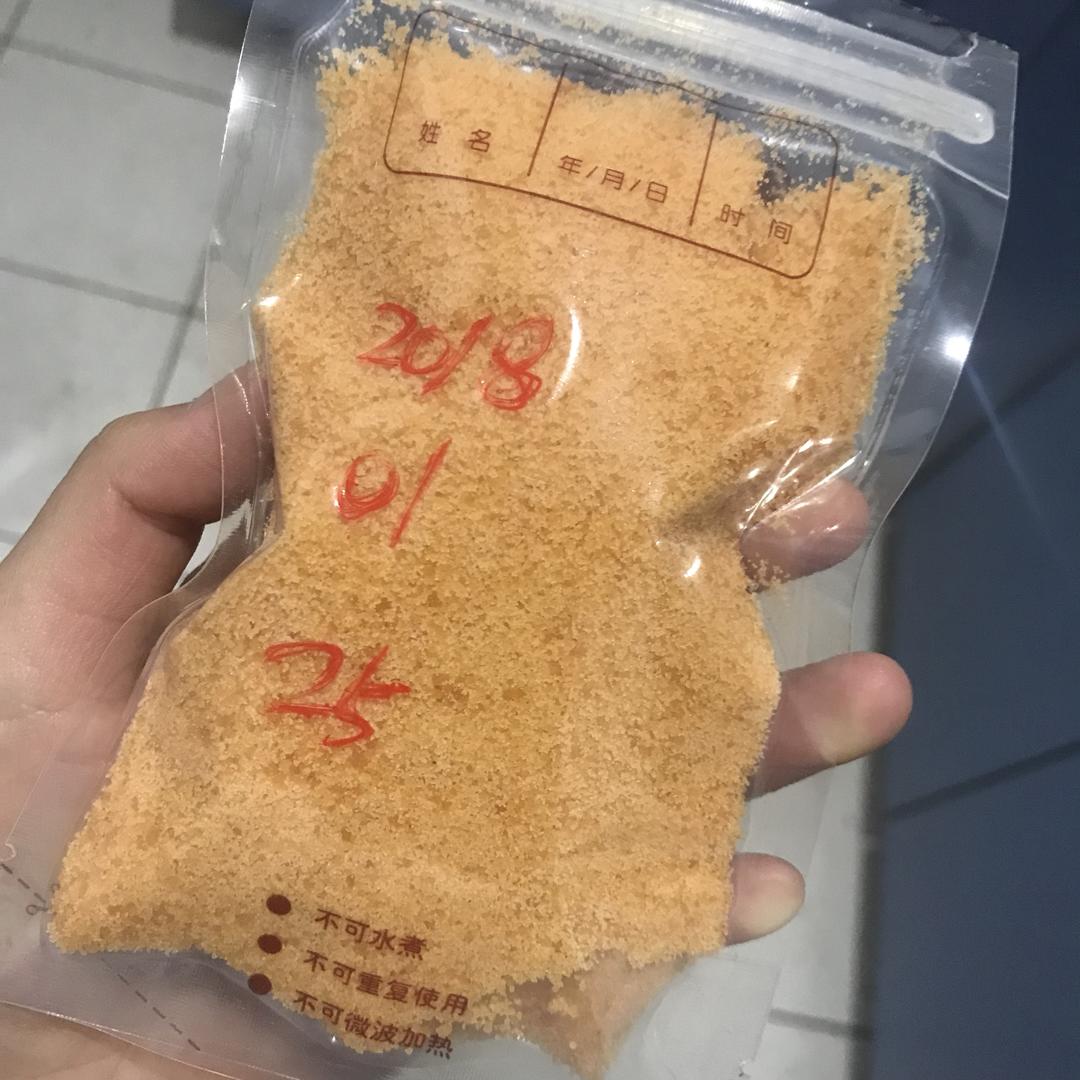 姓 名 年/月/日 时 间
2018
01
25
不可水煮
不可重复使用
不可微波加热